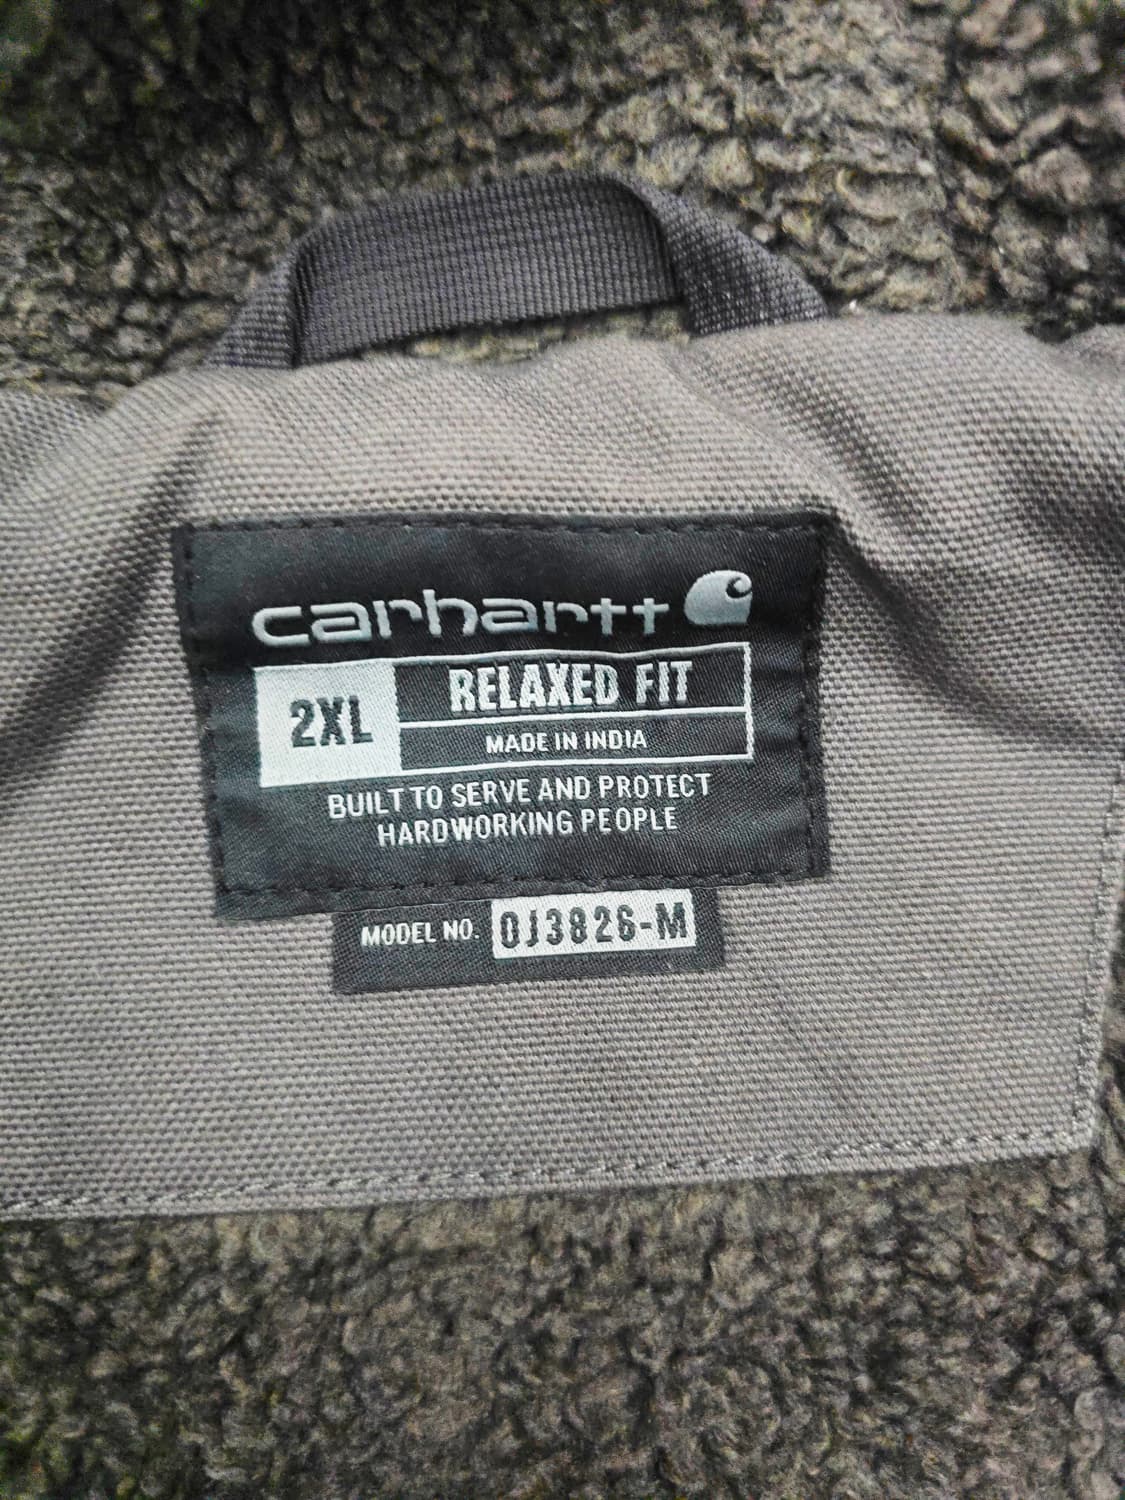 carhartt
2XL RELAXED FIT
MADE IN INDIA
BUILT TO SERVE AND PROTECT
HARDWORKING PEOPLE
MODEL NO. OJ3826-M